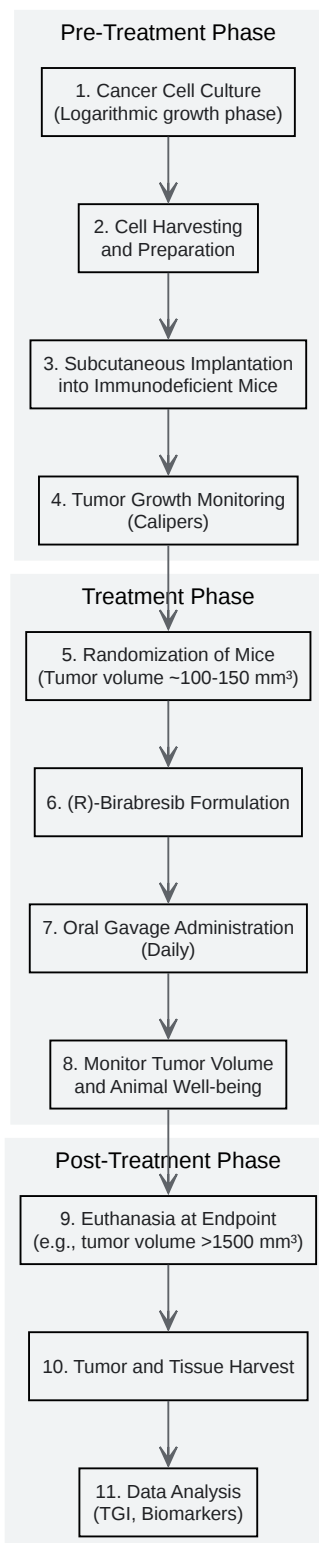 Pre-Treatment Phase
1. Cancer Cell Culture
(Logarithmic growth phase)
2. Cell Harvesting
and Preparation
3. Subcutaneous Implantation
into Immunodeficient Mice
4. Tumor Growth Monitoring
(Calipers)
Treatment Phase
5. Randomization of Mice
(Tumor volume ~100-150 mm³)
6. (R)-Birabresib Formulation
7. Oral Gavage Administration
(Daily)
8. Monitor Tumor Volume
and Animal Well-being
Post-Treatment Phase
9. Euthanasia at Endpoint
(e.g., tumor volume >1500 mm³)
10. Tumor and Tissue Harvest
11. Data Analysis
(TGI, Biomarkers)